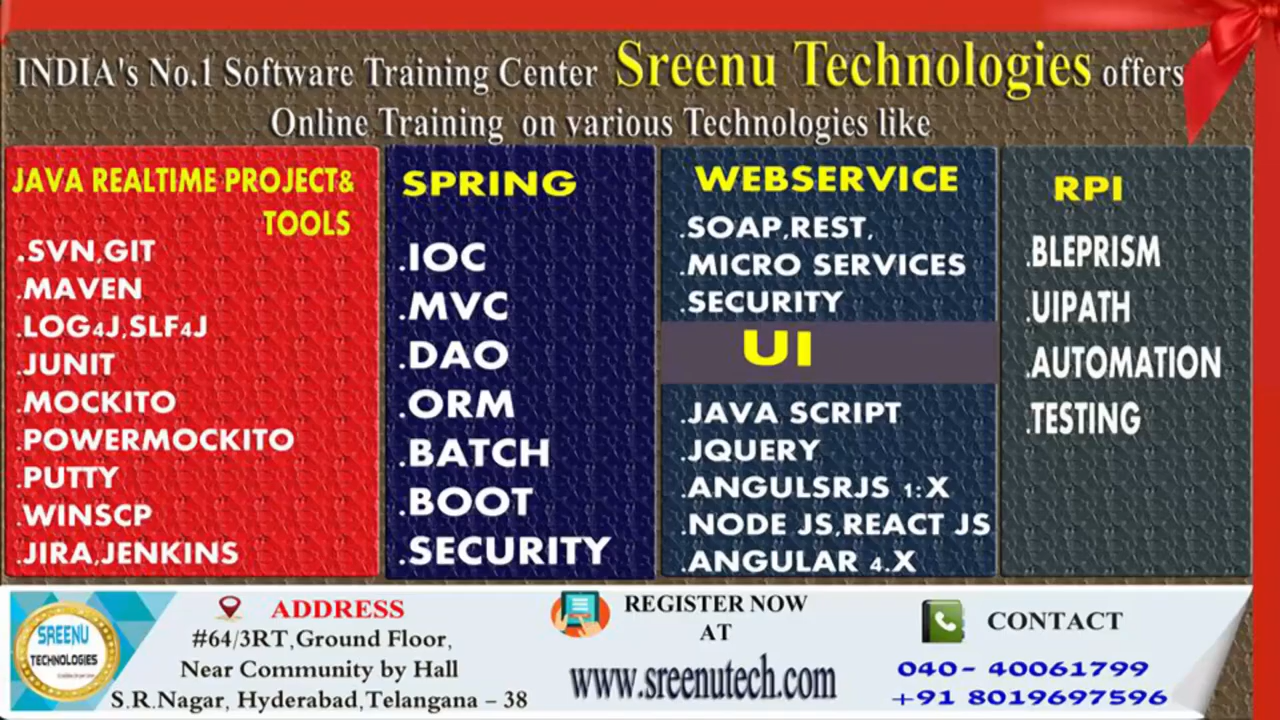 INDIA's No.1 Software Training Center Sreenu Technologies offers
Online Training on various Technologies like
JAVA REALTIME PROJECT&
TOOLS
.SVN,GIT
.MAVEN
.LOG4J,SLF4J
.JUNIT
.MOCKITO
.POWERMOCKITO
.PUTTY
.WINSCP
.JIRA,JENKINS
SPRING
.IOC
.MVC
.DAO
.ORM
.BATCH
.BOOT
.SECURITY
WEBSERVICE
.SOAP,REST,
.MICRO SERVICES
.SECURITY
UI
.JAVA SCRIPT
.JQUERY
.ANGULSRJS 1:X
.NODE JS,REACT JS
.ANGULAR 4.X
RPI
.BLEPRISM
.UIPATH
.AUTOMATION
.TESTING
SREENU
TECHNOLOGIES
ADDRESS
#64/3RT,Ground Floor,
Near Community by Hall
S.R.Nagar, Hyderabad,Telangana – 38
REGISTER NOW
AT
www.sreenutech.com
CONTACT
040- 40061799
+91 8019697596